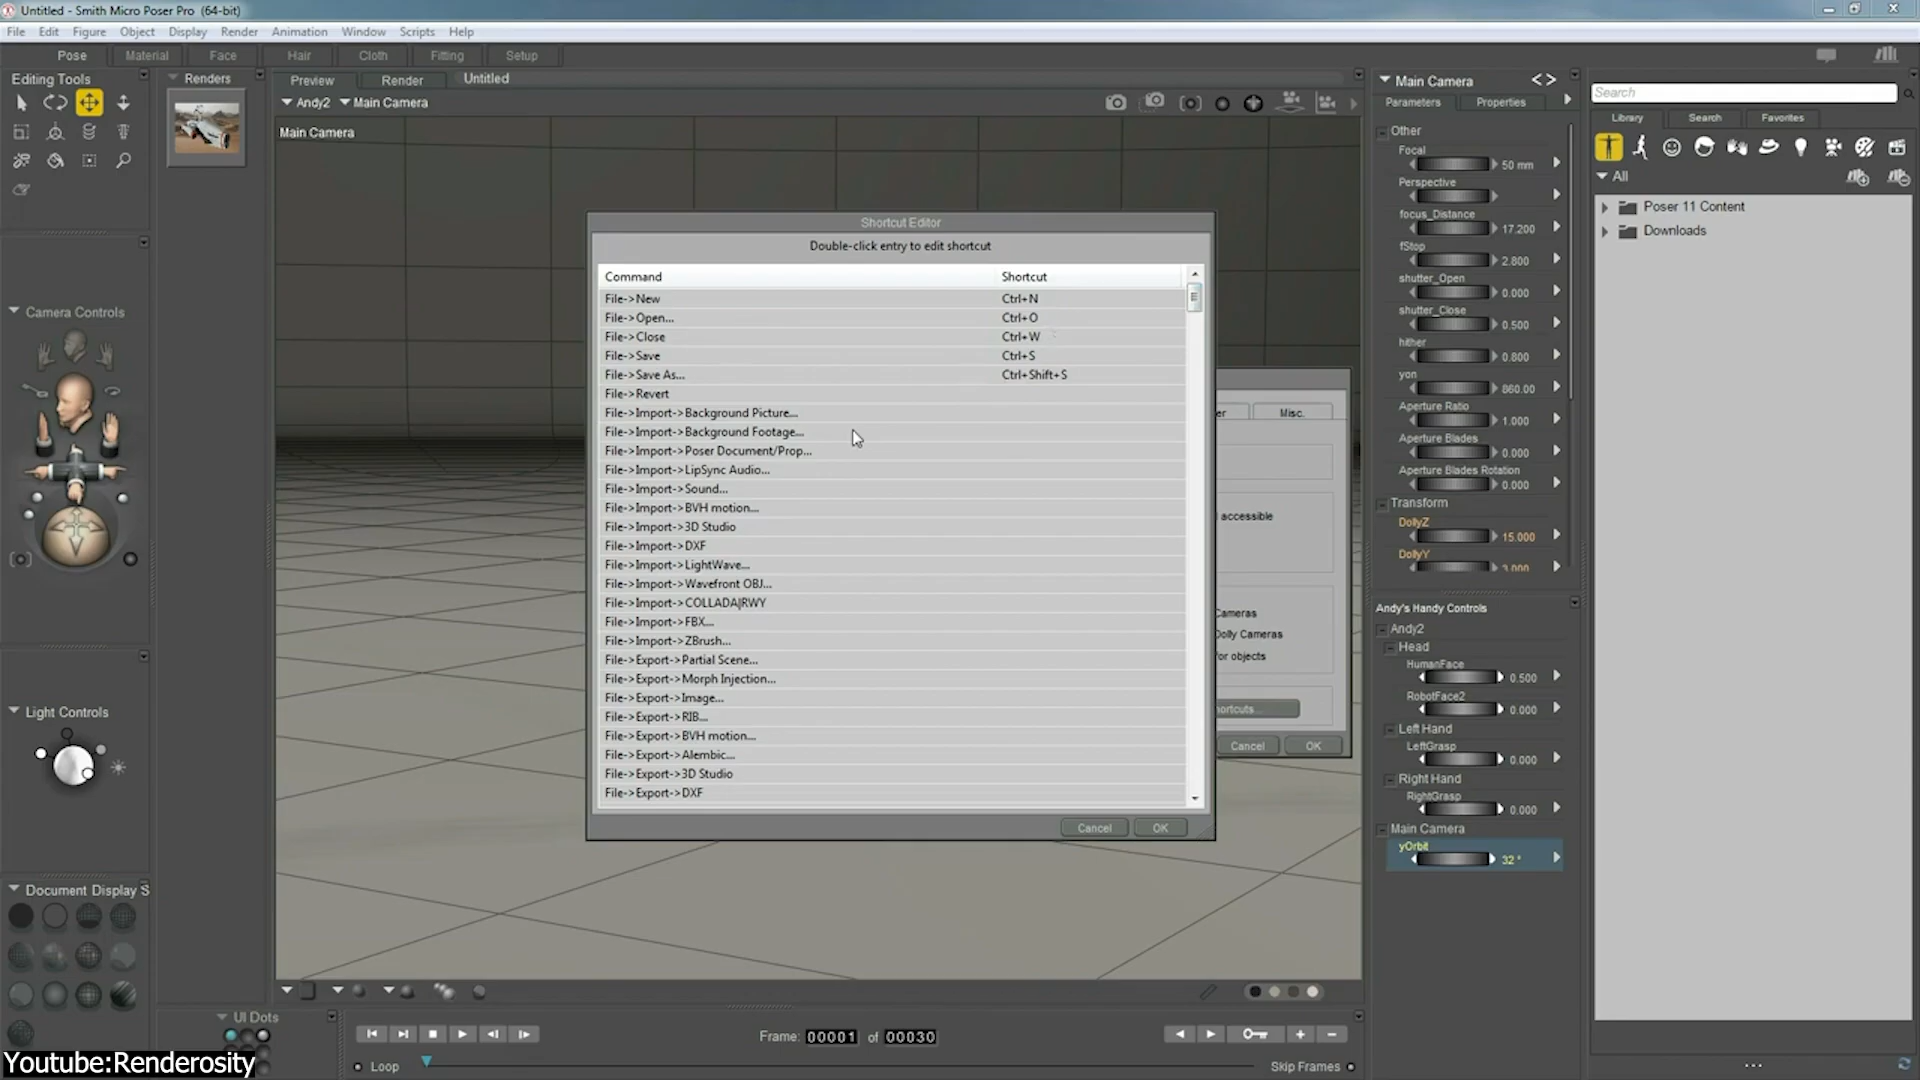 Untitled - Smith Micro Poser Pro (64-bit)
File Edit Figure Object Display Render Animation Window Scripts Help
Pose Material Face Hair Cloth Fitting Setup
Editing Tools
Renders
Preview Render Untitled
Andy2 Main Camera
Main Camera
Camera Controls
Light Controls
Document Display S
UI Dots
Shortcut Editor
Double-click entry to edit shortcut
Command Shortcut
File->New Ctrl+N
File->Open... Ctrl+O
File->Close Ctrl+W
File->Save Ctrl+S
File->Save As... Ctrl+Shift+S
File->Revert
File->Import->Background Picture...
File->Import->Background Footage...
File->Import->Poser Document/Prop...
File->Import->LipSync Audio...
File->Import->Sound...
File->Import->BVH motion...
File->Import->3D Studio
File->Import->DXF
File->Import->LightWave...
File->Import->Wavefront OBJ...
File->Import->COLLADA|RWY
File->Import->FBX...
File->Import->ZBrush...
File->Export->Partial Scene...
File->Export->Morph Injection...
File->Export->Image...
File->Export->RIB...
File->Export->BVH motion...
File->Export->Alembic...
File->Export->3D Studio
File->Export->DXF
Cancel OK
er Misc.
accessible
Cameras
Dolly Cameras
for objects
ortcuts...
Cancel OK
Frame: 00001 of 00030
Loop
Skip Frames
Main Camera
Parameters Properties
Other
Focal
50 mm
Perspective
focus_Distance
17.200
fStop
2.800
shutter_Open
0.000
shutter_Close
0.500
hither
0.800
yon
860.00
Aperture Ratio
1.000
Aperture Blades
0.000
Aperture Blades Rotation
0.000
Transform
DollyZ
15.000
DollyY
3.000
Andy's Handy Controls
Andy2
Head
HumanFace
0.500
RobotFace2
0.000
Left Hand
LeftGrasp
0.000
Right Hand
RightGrasp
0.000
Main Camera
yOrbit
32 °
Search
Library Search Favorites
All
Poser 11 Content
Downloads
Youtube:Renderosity